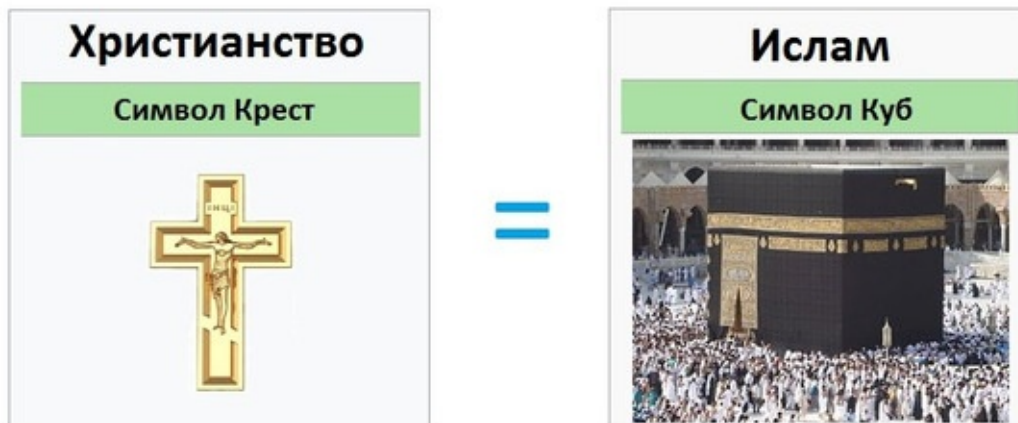 Христианство
Символ Крест
Ислам
Символ Куб
=